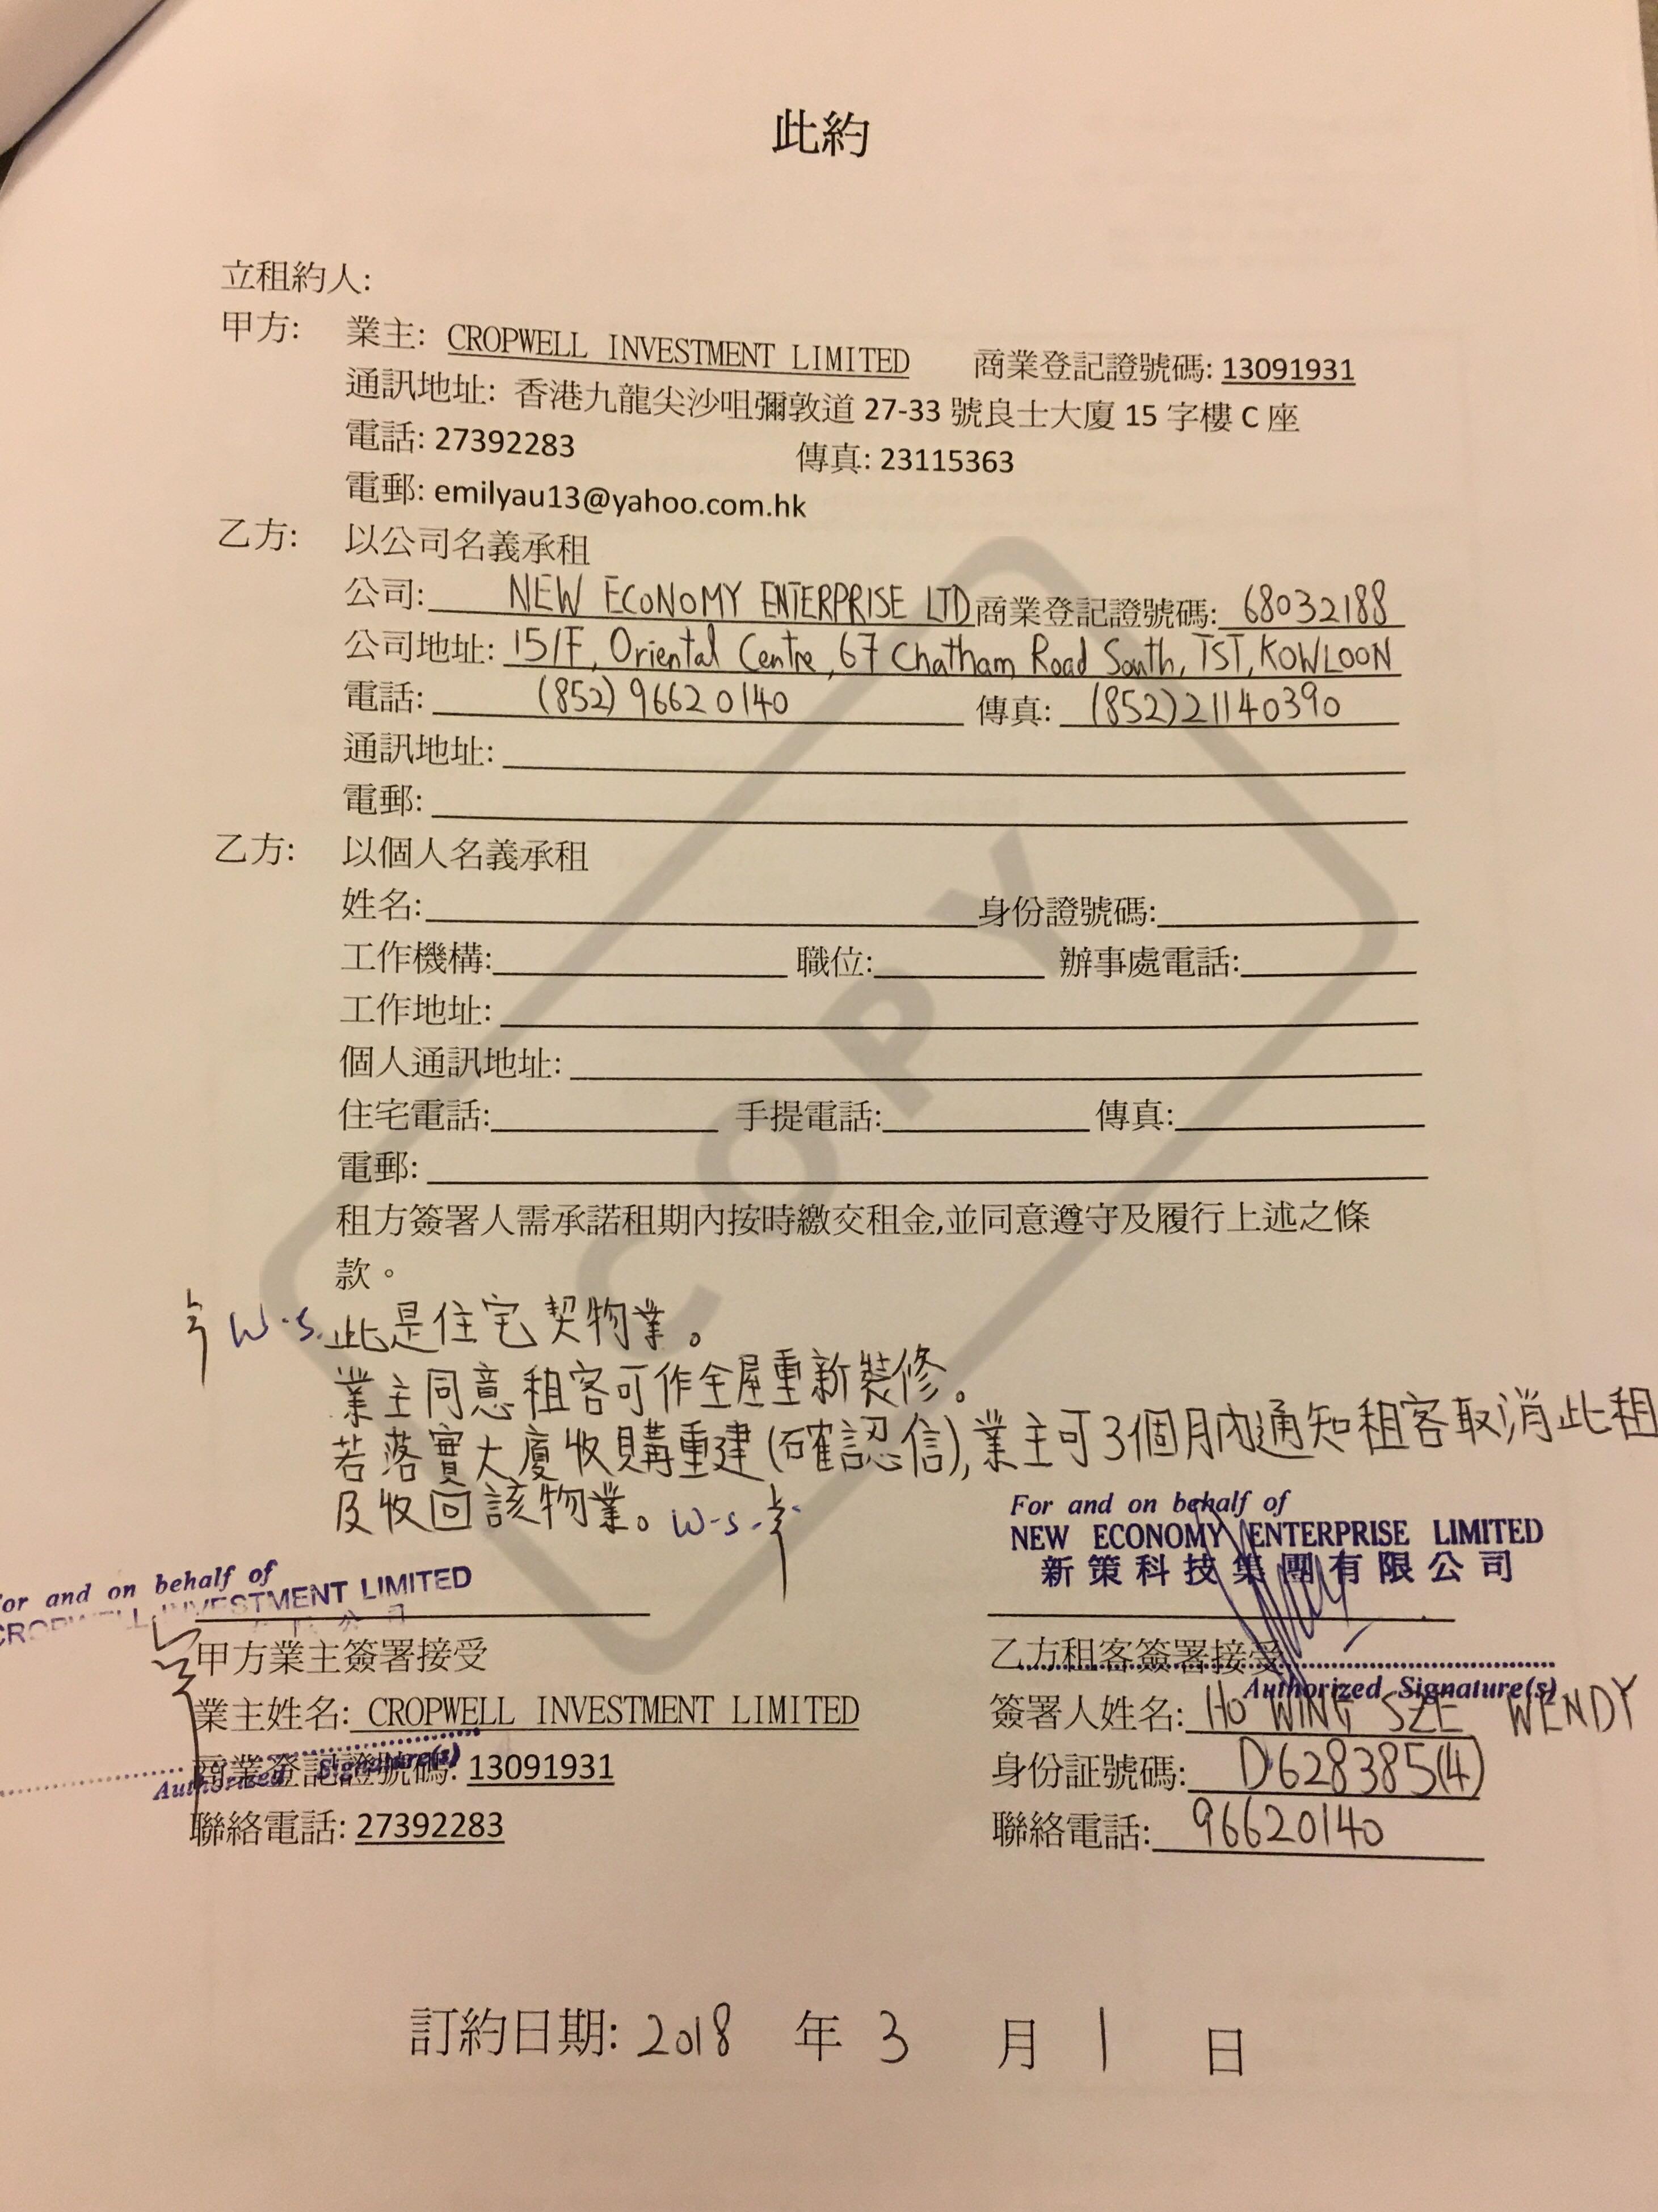 此約
立租約人:
甲方: 業主: CROPWELL INVESTMENT LIMITED 商業登記證號碼: 13091931
通訊地址: 香港九龍尖沙咀彌敦道 27-33 號良士大廈 15 字樓 C 座
電話: 27392283 傳真: 23115363
電郵: emilyau13@yahoo.com.hk
乙方: 以公司名義承租
公司: NEW ECONOMY ENTERPRISE LTD 商業登記證號碼: 68032188
公司地址: 15/F, Oriental Centre, 67 Chatham Road South, TST, KOWLOON
電話: (852) 9662 0140 傳真: (852) 21140390
通訊地址:
電郵:
乙方: 以個人名義承租
姓名: 身份證號碼:
工作機構: 職位: 辦事處電話:
工作地址:
個人通訊地址:
住宅電話: 手提電話: 傳真:
電郵:
租方簽署人需承諾租期內按時繳交租金,並同意遵守及履行上述之條
款。
COPY
W.S. 此是住宅契物業。
業主同意租客可作全屋重新裝修。
若落實大廈收購重建(確認信),業主可3個月內通知租客取消此租
及收回該物業。W.S.
For and on behalf of
NEW ECONOMY ENTERPRISE LIMITED
新策科技集團有限公司
For and on behalf of
CROPWELL INVESTMENT LIMITED
甲方業主簽署接受 乙方租客簽署接受
Authorized Signature(s)
業主姓名: CROPWELL INVESTMENT LIMITED 簽署人姓名: HO WING SZE WENDY
Authorized Signature(s)
商業登記證號碼: 13091931 身份証號碼: D628385(4)
聯絡電話: 27392283 聯絡電話: 96620140
訂約日期: 2018 年 3 月 1 日